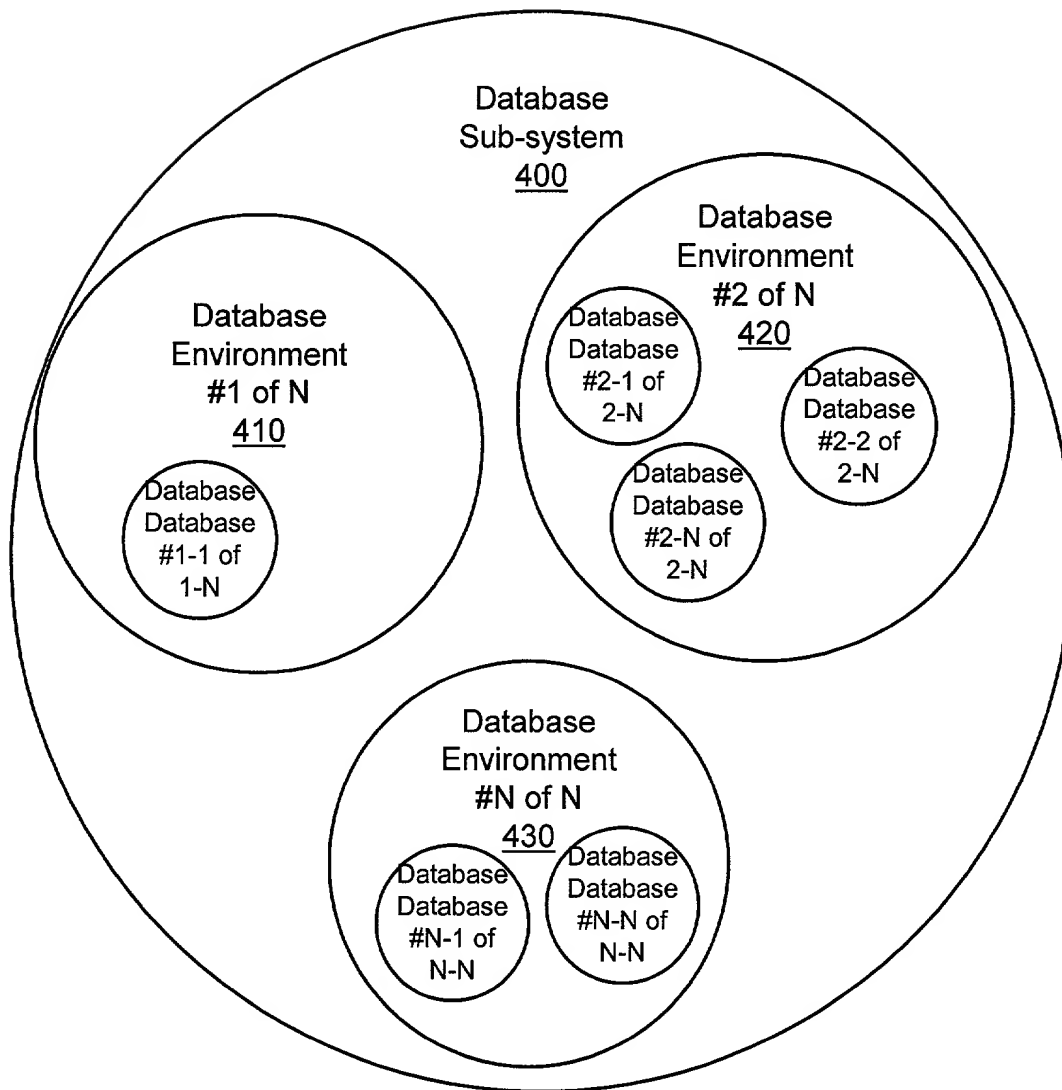 Database
Sub-system
400
Database
Environment
#1 of N
410
Database
Database
#1-1 of
1-N
Database
Environment
#2 of N
420
Database
Database
#2-1 of
2-N
Database
Database
#2-2 of
2-N
Database
Database
#2-N of
2-N
Database
Environment
#N of N
430
Database
Database
#N-1 of
N-N
Database
Database
#N-N of
N-N